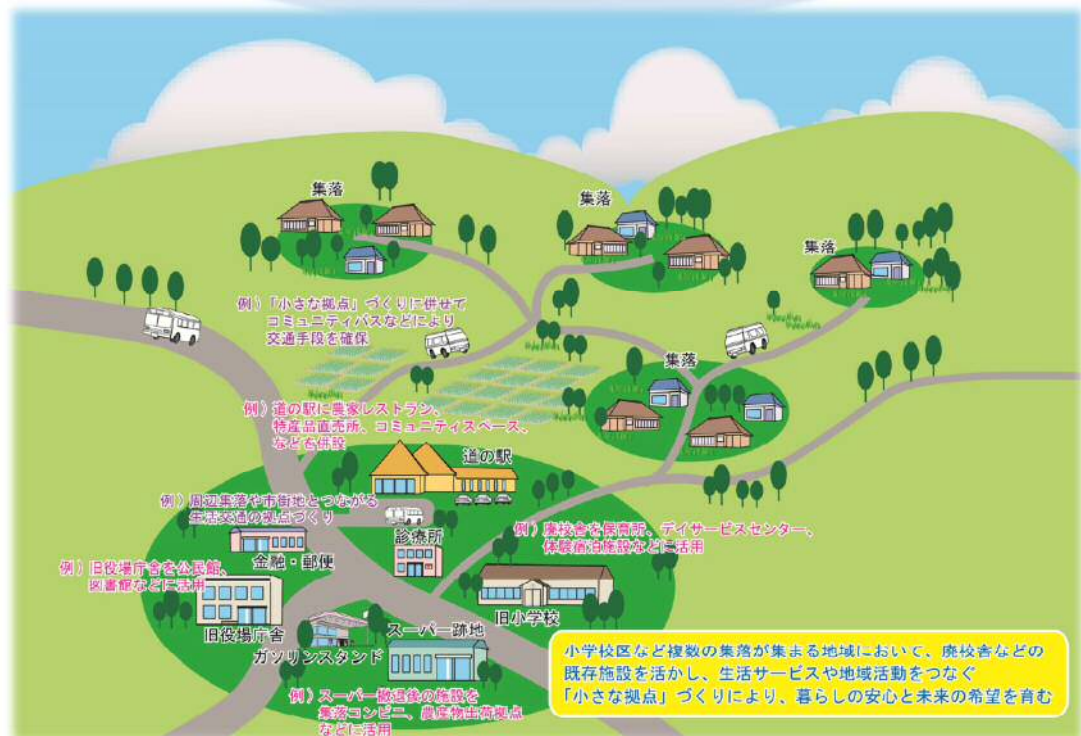 集落
集落
集落
例）「小さな拠点」づくりに併せて
コミュニティバスなどにより
交通手段を確保
集落
例）道の駅に農家レストラン、
特産品直売所、コミュニティスペース、
なども併設
道の駅
例）周辺集落や市街地とつながる
生活交通の拠点づくり
診療所
例）廃校舎を保育所、デイサービスセンター、
体験宿泊施設などに活用
金融・郵便
例）旧役場庁舎を公民館、
図書館などに活用
旧小学校
旧役場庁舎
スーパー跡地
ガソリンスタンド
例）スーパー撤退後の施設を
集落コンビニ、農産物出荷拠点
などに活用
小学校区など複数の集落が集まる地域において、廃校舎などの
既存施設を活かし、生活サービスや地域活動をつなぐ
「小さな拠点」づくりにより、暮らしの安心と未来の希望を育む